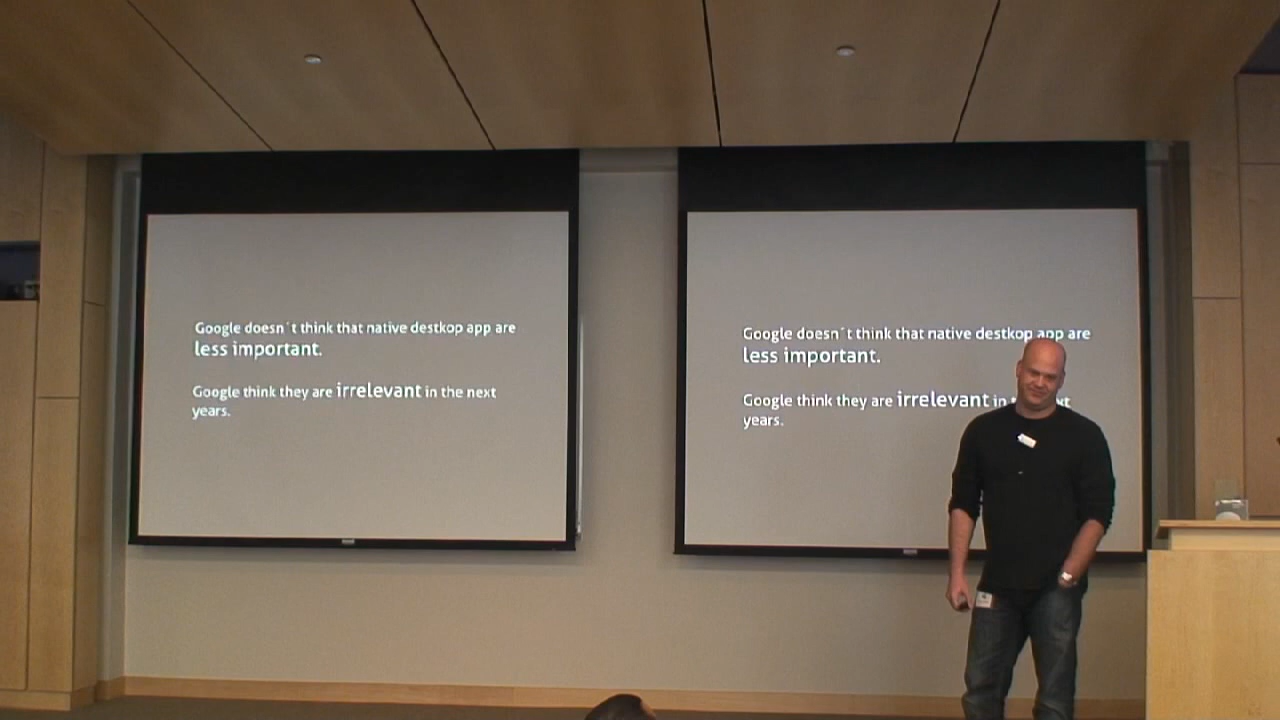 Google doesn´t think that native destkop app are
less important.
Google think they are irrelevant in the next
years.
Google doesn´t think that native destkop app are
less important.
Google think they are irrelevant in
years.